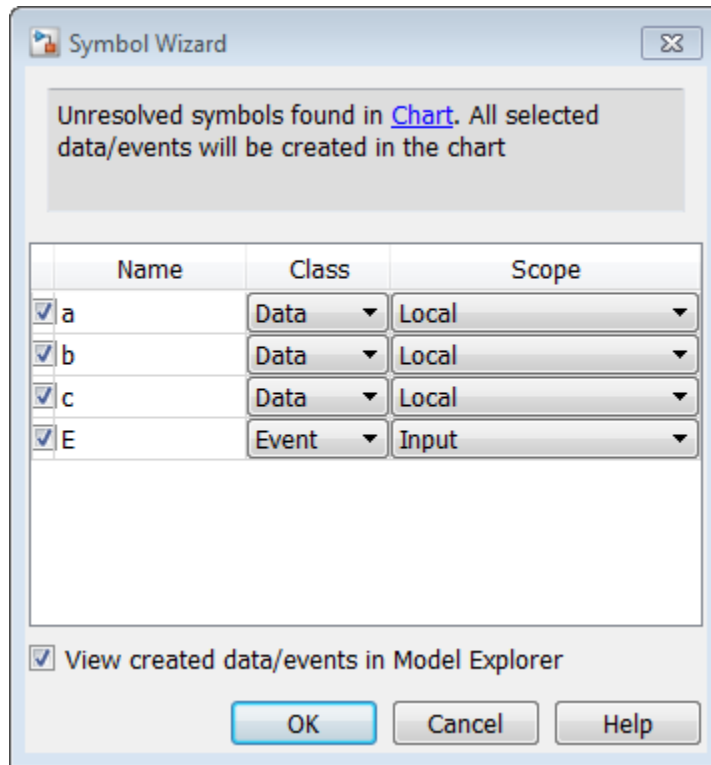 Symbol Wizard
Unresolved symbols found in Chart. All selected
data/events will be created in the chart
Name Class Scope
a Data Local
b Data Local
c Data Local
E Event Input
View created data/events in Model Explorer
OK Cancel Help